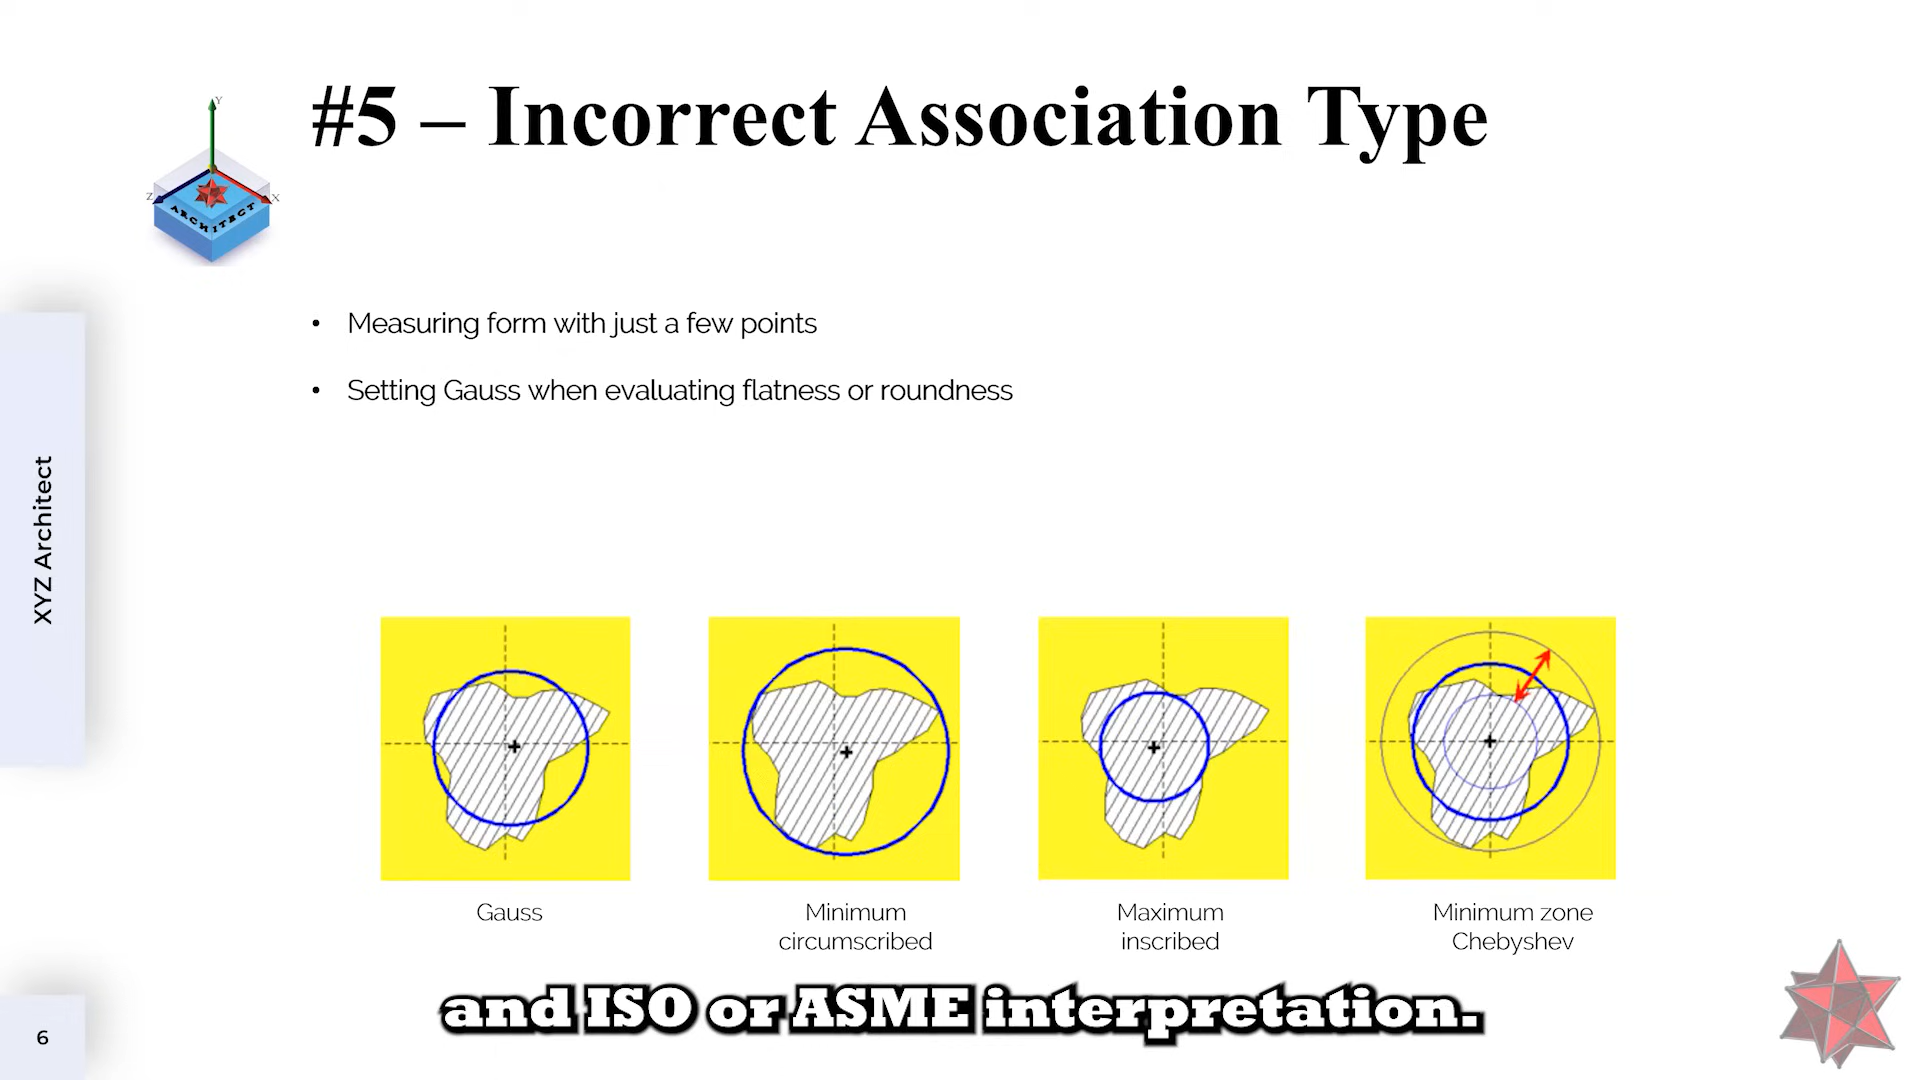 #5 – Incorrect Association Type
Y
Z
X
ARCHITECT
• Measuring form with just a few points
• Setting Gauss when evaluating flatness or roundness
XYZ Architect
Gauss
Minimum
circumscribed
Maximum
inscribed
Minimum zone
Chebyshev
and ISO or ASME interpretation.
6